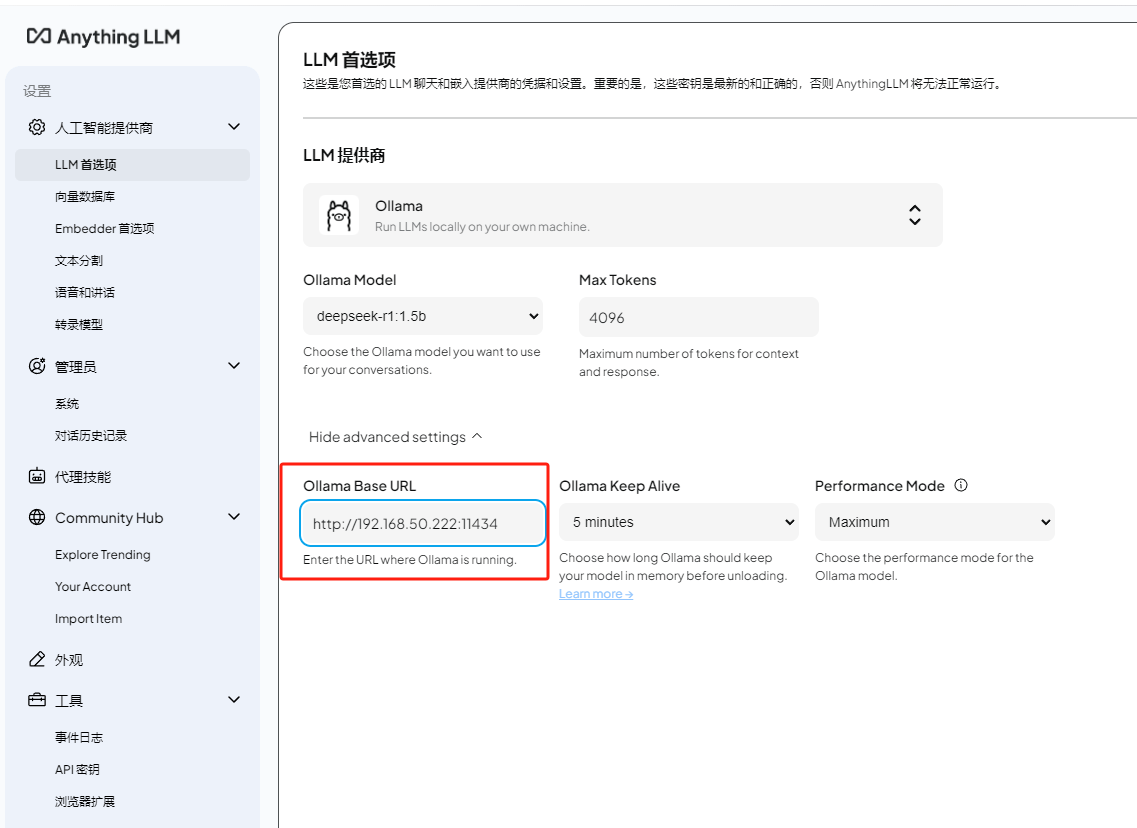 Anything LLM
设置
人工智能提供商
LLM 首选项
向量数据库
Embedder 首选项
文本分割
语音和讲话
转录模型
管理员
系统
对话历史记录
代理技能
Community Hub
Explore Trending
Your Account
Import Item
外观
工具
事件日志
API 密钥
浏览器扩展
LLM 首选项
这些是您首选的 LLM 聊天和嵌入提供商的凭据和设置。重要的是，这些密钥是最新的和正确的，否则 AnythingLLM 将无法正常运行。
LLM 提供商
Ollama
Run LLMs locally on your own machine.
Ollama Model
deepseek-r1:1.5b
Choose the Ollama model you want to use
for your conversations.
Max Tokens
4096
Maximum number of tokens for context
and response.
Hide advanced settings
Ollama Base URL
http://192.168.50.222:11434
Enter the URL where Ollama is running.
Ollama Keep Alive
5 minutes
Choose how long Ollama should keep
your model in memory before unloading.
Learn more →
Performance Mode
Maximum
Choose the performance mode for the
Ollama model.